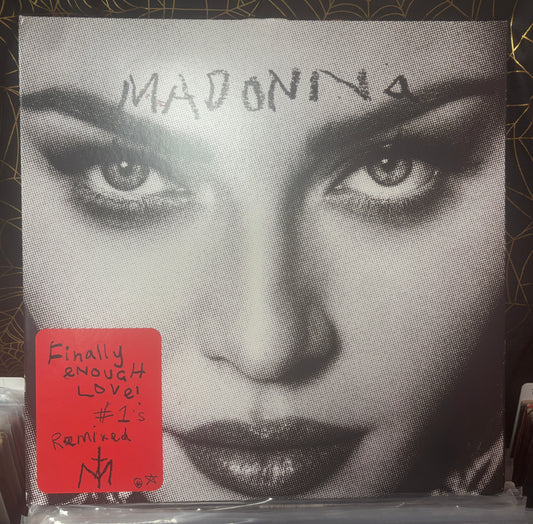 MADONNA
Finally
ENOUGH
LOVE!
#1's
Remixed
M